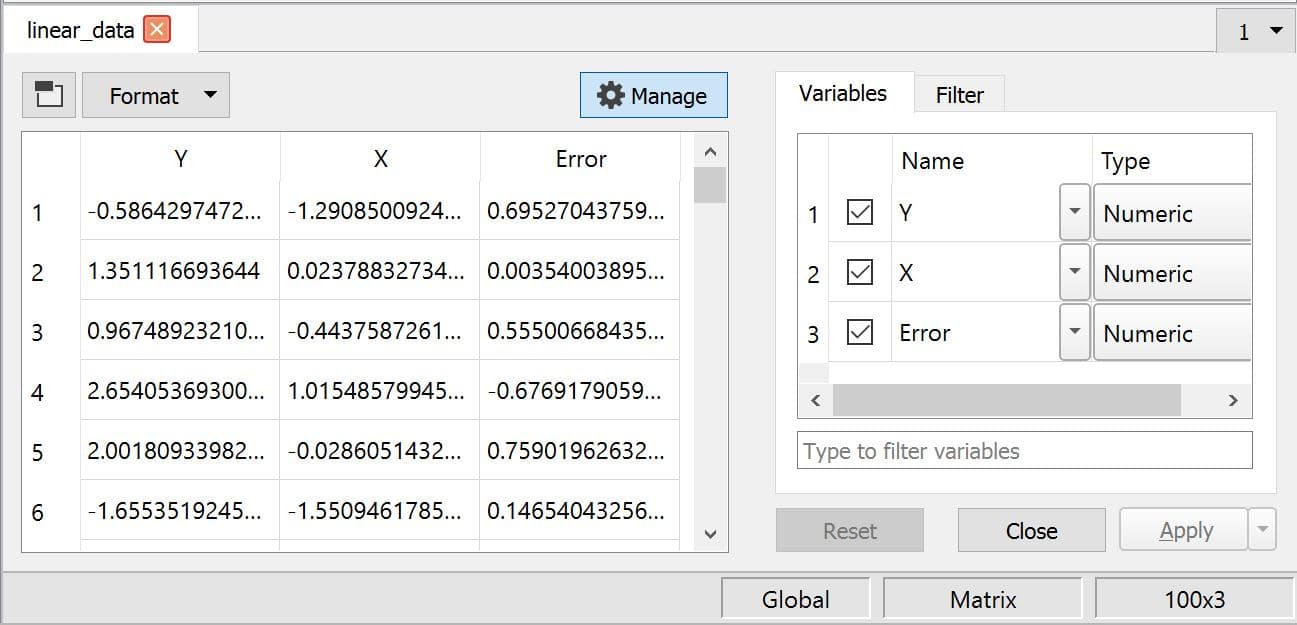 linear_data
1
Format
Manage
Variables
Filter
Y X Error
1 -0.5864297472... -1.2908500924... 0.69527043759...
2 1.351116693644 0.02378832734... 0.00354003895...
3 0.96748923210... -0.4437587261... 0.55500668435...
4 2.65405369300... 1.01548579945... -0.6769179059...
5 2.00180933982... -0.0286051432... 0.75901962632...
6 -1.6553519245... -1.5509461785... 0.14654043256...
Name Type
1 Y Numeric
2 X Numeric
3 Error Numeric
Type to filter variables
Reset Close Apply
Global Matrix 100x3